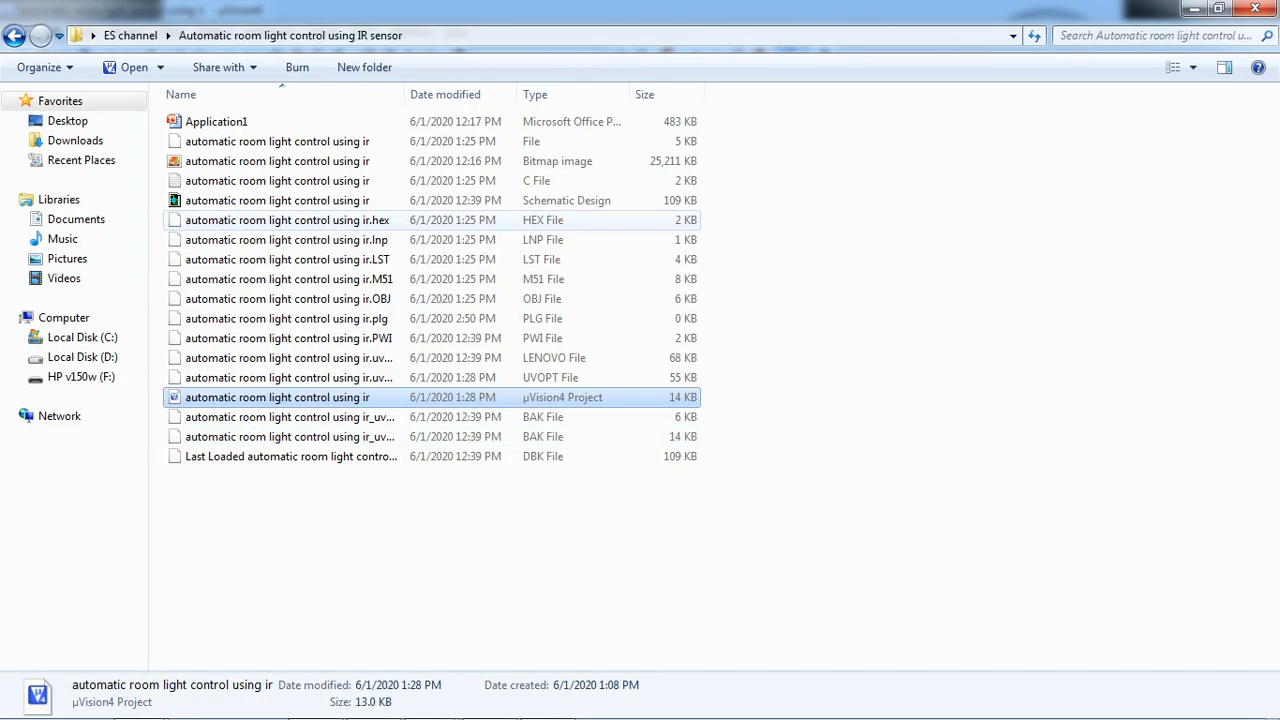 ES channel Automatic room light control using IR sensor Search Automatic room light control u...
Organize Open Share with Burn New folder
Name Date modified Type Size
Favorites
Desktop
Downloads
Recent Places
Libraries
Documents
Music
Pictures
Videos
Computer
Local Disk (C:)
Local Disk (D:)
HP v150w (F:)
Network
Application1 6/1/2020 12:17 PM Microsoft Office P... 483 KB
automatic room light control using ir 6/1/2020 1:25 PM File 5 KB
automatic room light control using ir 6/1/2020 12:16 PM Bitmap image 25,211 KB
automatic room light control using ir 6/1/2020 1:25 PM C File 2 KB
automatic room light control using ir 6/1/2020 12:39 PM Schematic Design 109 KB
automatic room light control using ir.hex 6/1/2020 1:25 PM HEX File 2 KB
automatic room light control using ir.lnp 6/1/2020 1:25 PM LNP File 1 KB
automatic room light control using ir.LST 6/1/2020 1:25 PM LST File 4 KB
automatic room light control using ir.M51 6/1/2020 1:25 PM M51 File 8 KB
automatic room light control using ir.OBJ 6/1/2020 1:25 PM OBJ File 6 KB
automatic room light control using ir.plg 6/1/2020 2:50 PM PLG File 0 KB
automatic room light control using ir.PWI 6/1/2020 12:39 PM PWI File 2 KB
automatic room light control using ir.uv... 6/1/2020 12:39 PM LENOVO File 68 KB
automatic room light control using ir.uv... 6/1/2020 1:28 PM UVOPT File 55 KB
automatic room light control using ir 6/1/2020 1:28 PM µVision4 Project 14 KB
automatic room light control using ir_uv... 6/1/2020 12:39 PM BAK File 6 KB
automatic room light control using ir_uv... 6/1/2020 12:39 PM BAK File 14 KB
Last Loaded automatic room light contro... 6/1/2020 12:39 PM DBK File 109 KB
automatic room light control using ir Date modified: 6/1/2020 1:28 PM Date created: 6/1/2020 1:08 PM
µVision4 Project Size: 13.0 KB